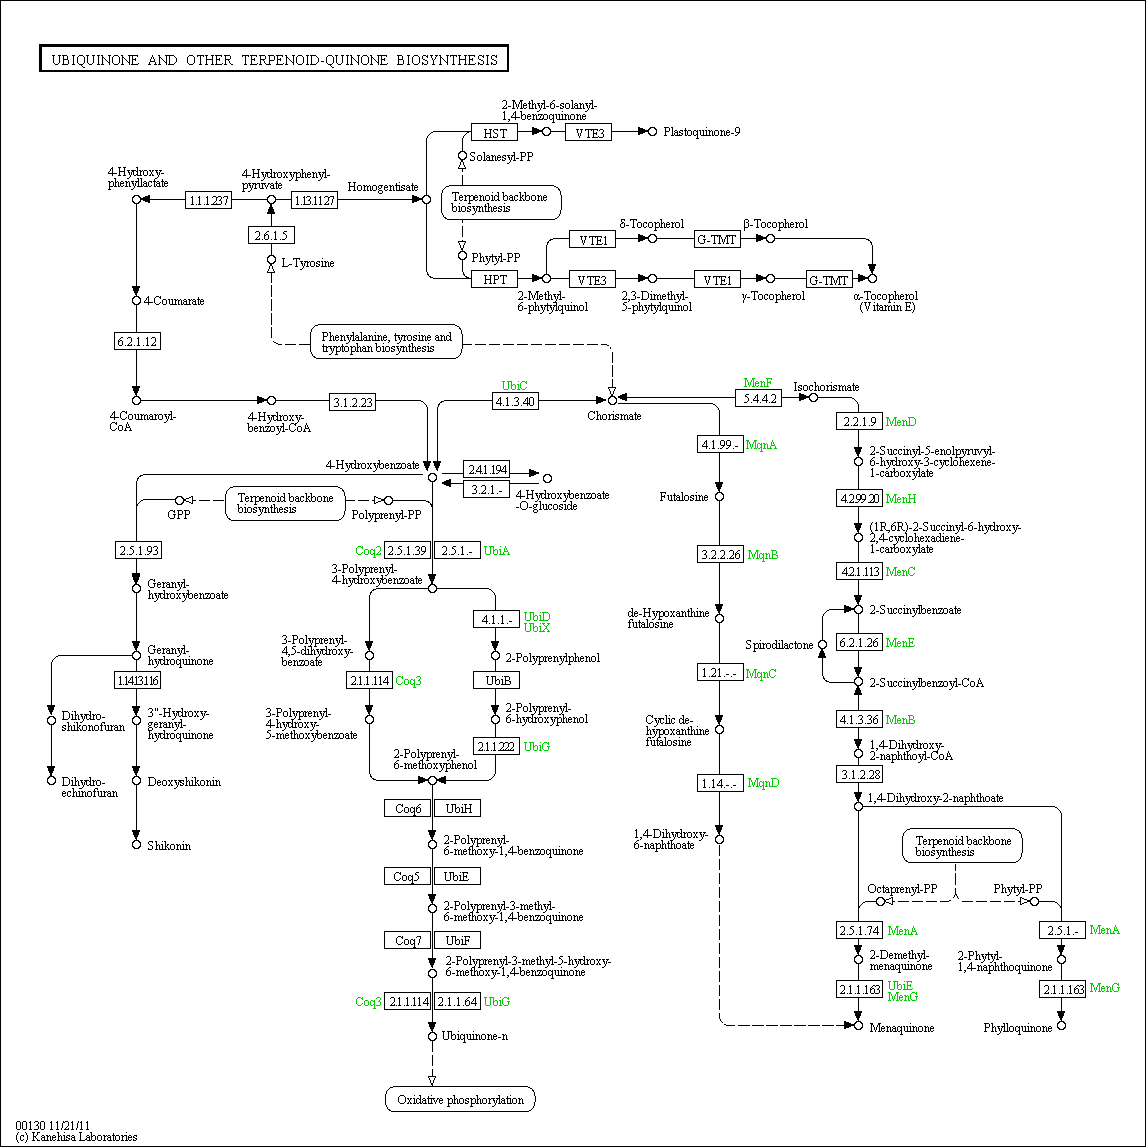 UBIQUINONE AND OTHER TERPENOID-QUINONE BIOSYNTHESIS
2-Methyl-6-solanyl-
1,4-benzoquinone
HST
VTE3
Plastoquinone-9
Solanesyl-PP
4-Hydroxy-
phenyllactate
4-Hydroxyphenyl-
pyruvate
Homogentisate
1.1.1.237
1.13.11.27
Terpenoid backbone
biosynthesis
2.6.1.5
L-Tyrosine
δ-Tocopherol
β-Tocopherol
VTE1
G-TMT
Phytyl-PP
HPT
VTE3
VTE1
G-TMT
2-Methyl-
6-phytylquinol
2,3-Dimethyl-
5-phytylquinol
γ-Tocopherol
α-Tocopherol
(Vitamin E)
4-Coumarate
6.2.1.12
Phenylalanine, tyrosine and
tryptophan biosynthesis
4-Coumaroyl-
CoA
4-Hydroxy-
benzoyl-CoA
3.1.2.23
UbiC
4.1.3.40
Chorismate
MenF
5.4.4.2
Isochorismate
2.2.1.9
MenD
4.1.99.-
MqnA
2-Succinyl-5-enolpyruvyl-
6-hydroxy-3-cyclohexene-
1-carboxylate
4-Hydroxybenzoate
2.4.1.194
3.2.1.-
4-Hydroxybenzoate
-O-glucoside
Futalosine
4.2.99.20
MenH
GPP
Terpenoid backbone
biosynthesis
Polyprenyl-PP
(1R,6R)-2-Succinyl-6-hydroxy-
2,4-cyclohexadiene-
1-carboxylate
2.5.1.93
Coq2
2.5.1.39
2.5.1.-
UbiA
3.2.2.26
MqnB
4.2.1.113
MenC
3-Polyprenyl-
4-hydroxybenzoate
Geranyl-
hydroxybenzoate
4.1.1.-
UbiD
UbiX
de-Hypoxanthine
futalosine
2-Succinylbenzoate
Spirodilactone
6.2.1.26
MenE
Geranyl-
hydroquinone
3-Polyprenyl-
4,5-dihydroxy-
benzoate
2-Polyprenylphenol
1.14.13.116
2.1.1.114
Coq3
UbiB
1.21.-.-
MqnC
2-Succinylbenzoyl-CoA
Dihydro-
shikonofuran
3"-Hydroxy-
geranyl-
hydroquinone
3-Polyprenyl-
4-hydroxy-
5-methoxybenzoate
2-Polyprenyl-
6-hydroxyphenol
Cyclic de-
hypoxanthine
futalosine
4.1.3.36
MenB
2.1.1.222
UbiG
1,4-Dihydroxy-
2-naphthoyl-CoA
2-Polyprenyl-
6-methoxyphenol
Dihydro-
echinofuran
Deoxyshikonin
1.14.-.-
MqnD
3.1.2.28
1,4-Dihydroxy-2-naphthoate
Coq6
UbiH
Shikonin
2-Polyprenyl-
6-methoxy-1,4-benzoquinone
1,4-Dihydroxy-
6-naphthoate
Terpenoid backbone
biosynthesis
Coq5
UbiE
Octaprenyl-PP
Phytyl-PP
2-Polyprenyl-3-methyl-
6-methoxy-1,4-benzoquinone
Coq7
UbiF
2.5.1.74
MenA
2.5.1.-
MenA
2-Polyprenyl-3-methyl-5-hydroxy-
6-methoxy-1,4-benzoquinone
2-Demethyl-
menaquinone
2-Phytyl-
1,4-naphthoquinone
Coq3
2.1.1.114
2.1.1.64
UbiG
2.1.1.163
UbiE
MenG
2.1.1.163
MenG
Ubiquinone-n
Menaquinone
Phylloquinone
Oxidative phosphorylation
00130 11/21/11
(c) Kanehisa Laboratories